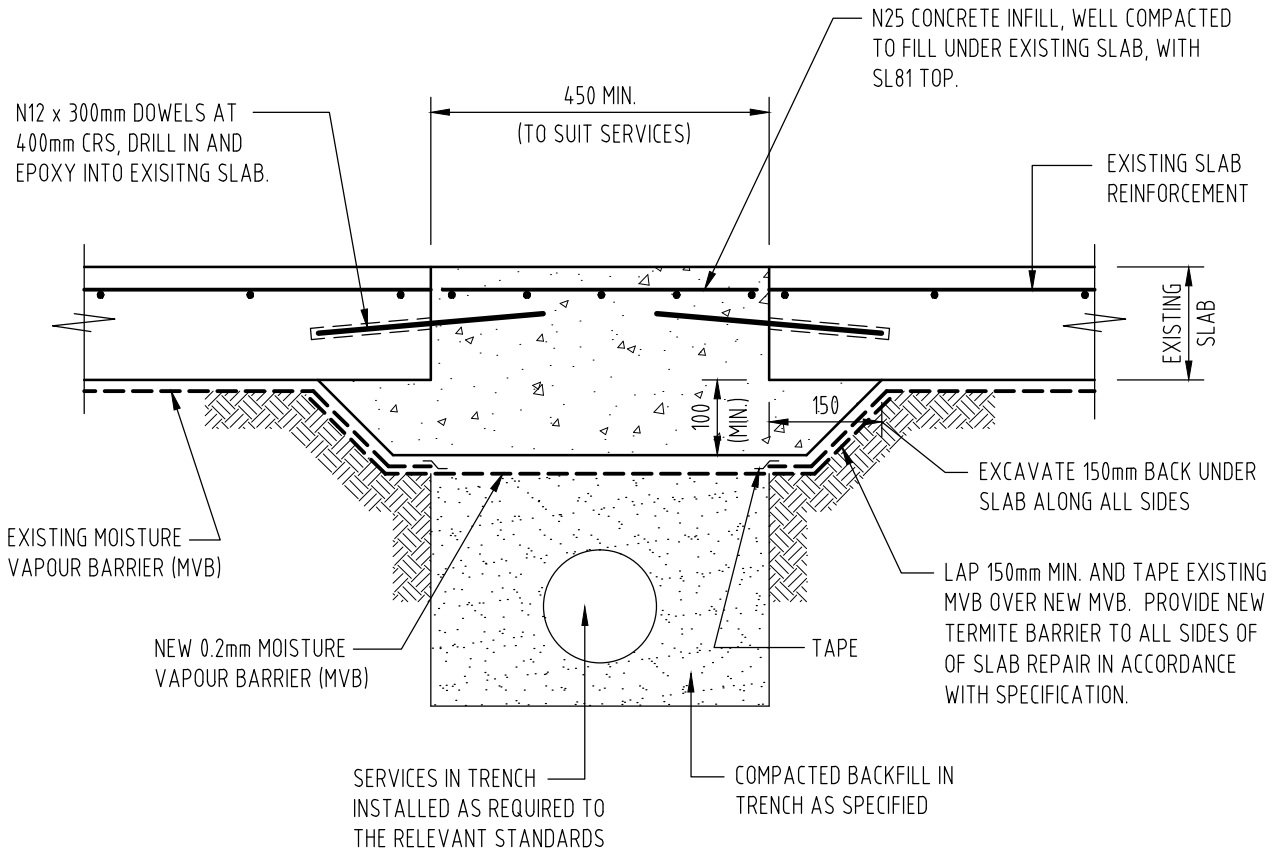 N25 CONCRETE INFILL, WELL COMPACTED
TO FILL UNDER EXISTING SLAB, WITH
SL81 TOP.
450 MIN.
(TO SUIT SERVICES)
N12 x 300mm DOWELS AT
400mm CRS, DRILL IN AND
EPOXY INTO EXISITNG SLAB.
EXISTING SLAB
REINFORCEMENT
EXISTING
SLAB
100
(MIN.)
150
EXCAVATE 150mm BACK UNDER
SLAB ALONG ALL SIDES
EXISTING MOISTURE
VAPOUR BARRIER (MVB)
LAP 150mm MIN. AND TAPE EXISTING
MVB OVER NEW MVB. PROVIDE NEW
TERMITE BARRIER TO ALL SIDES OF
OF SLAB REPAIR IN ACCORDANCE
WITH SPECIFICATION.
NEW 0.2mm MOISTURE
VAPOUR BARRIER (MVB)
TAPE
SERVICES IN TRENCH
INSTALLED AS REQUIRED TO
THE RELEVANT STANDARDS
COMPACTED BACKFILL IN
TRENCH AS SPECIFIED